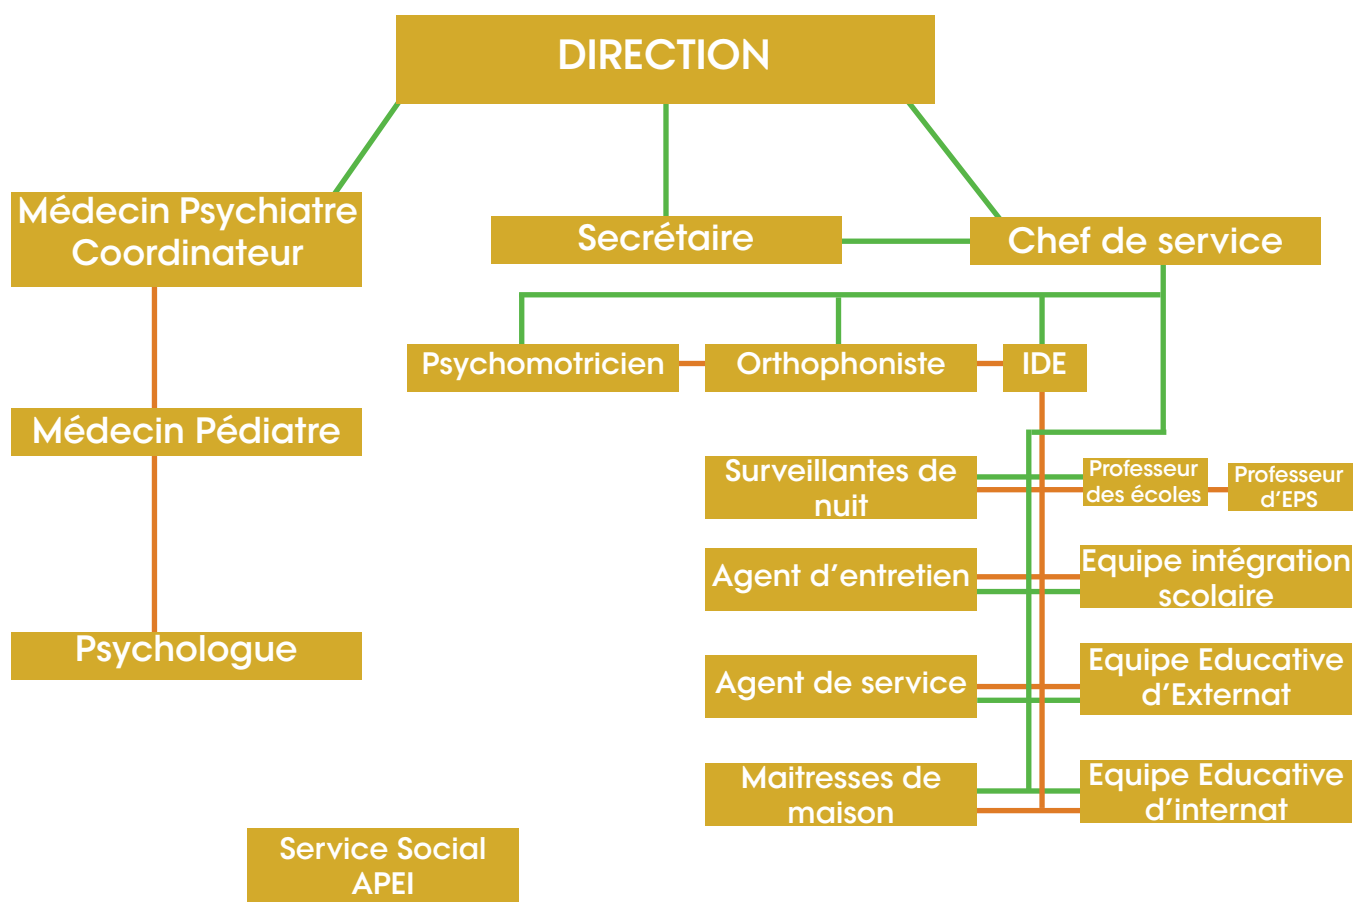 DIRECTION
Médecin Psychiatre
Coordinateur
Secrétaire
Chef de service
Psychomotricien
Orthophoniste
IDE
Médecin Pédiatre
Surveillantes de
nuit
Professeur
des écoles
Professeur
d’EPS
Agent d’entretien
Equipe intégration
scolaire
Psychologue
Agent de service
Equipe Educative
d’Externat
Maitresses de
maison
Equipe Educative
d’internat
Service Social
APEI